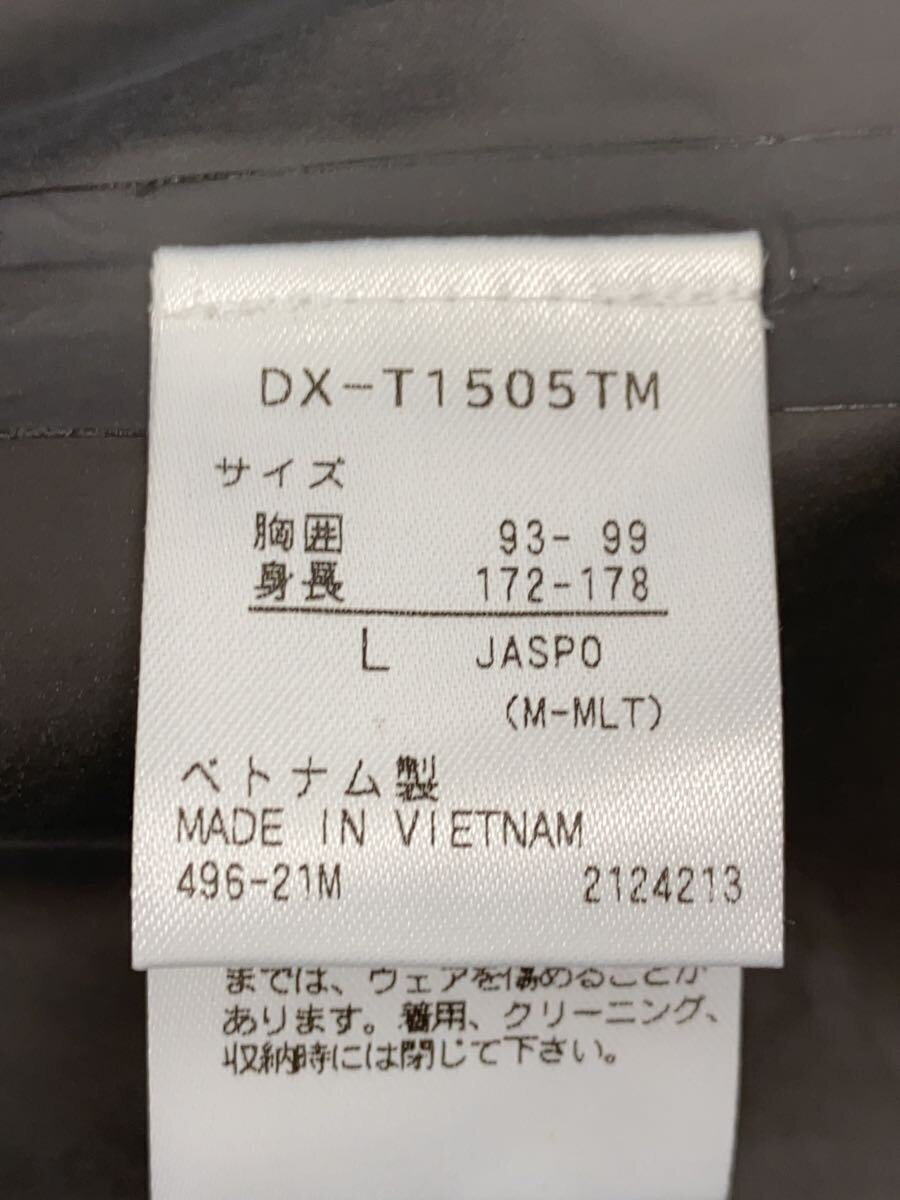 DX-T1505TM
サイズ
胸囲 93- 99
身長 172-178
L JASPO
(M-MLT)
ベトナム製
MADE IN VIETNAM
496-21M 2124213
までは、ウェアを傷めることが
あります。着用、クリーニング、
収納時には閉じて下さい。